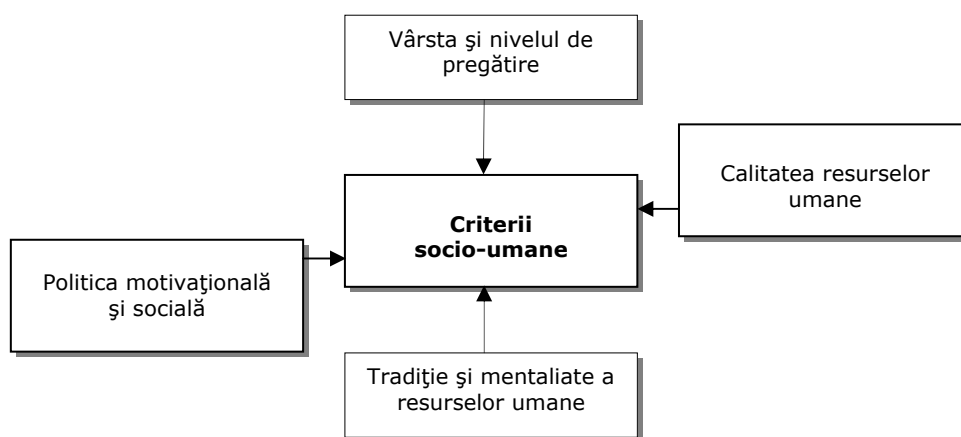 Vârsta şi nivelul de
pregătire
Calitatea resurselor
umane
Criterii
socio-umane
Politica motivaţională
şi socială
Tradiţie şi mentaliate a
resurselor umane